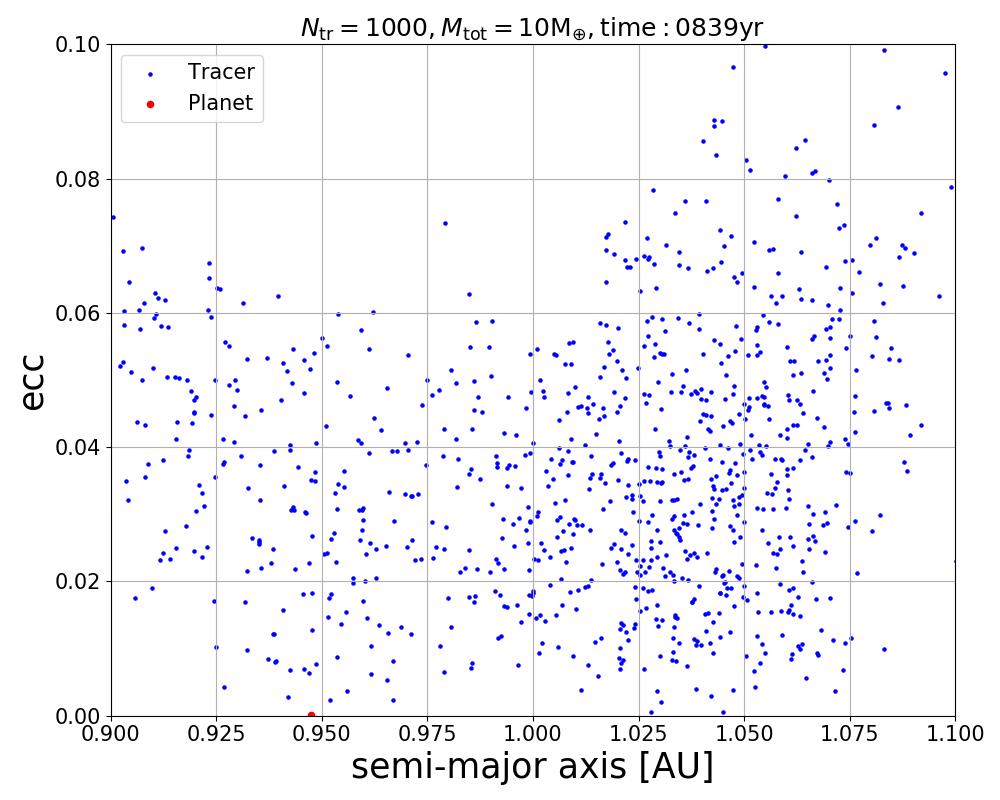 N_tr = 1000, M_tot = 10M_⊕, time : 0839yr
Tracer
Planet
ecc
0.10
0.08
0.06
0.04
0.02
0.00
0.900 0.925 0.950 0.975 1.000 1.025 1.050 1.075 1.100
semi-major axis [AU]